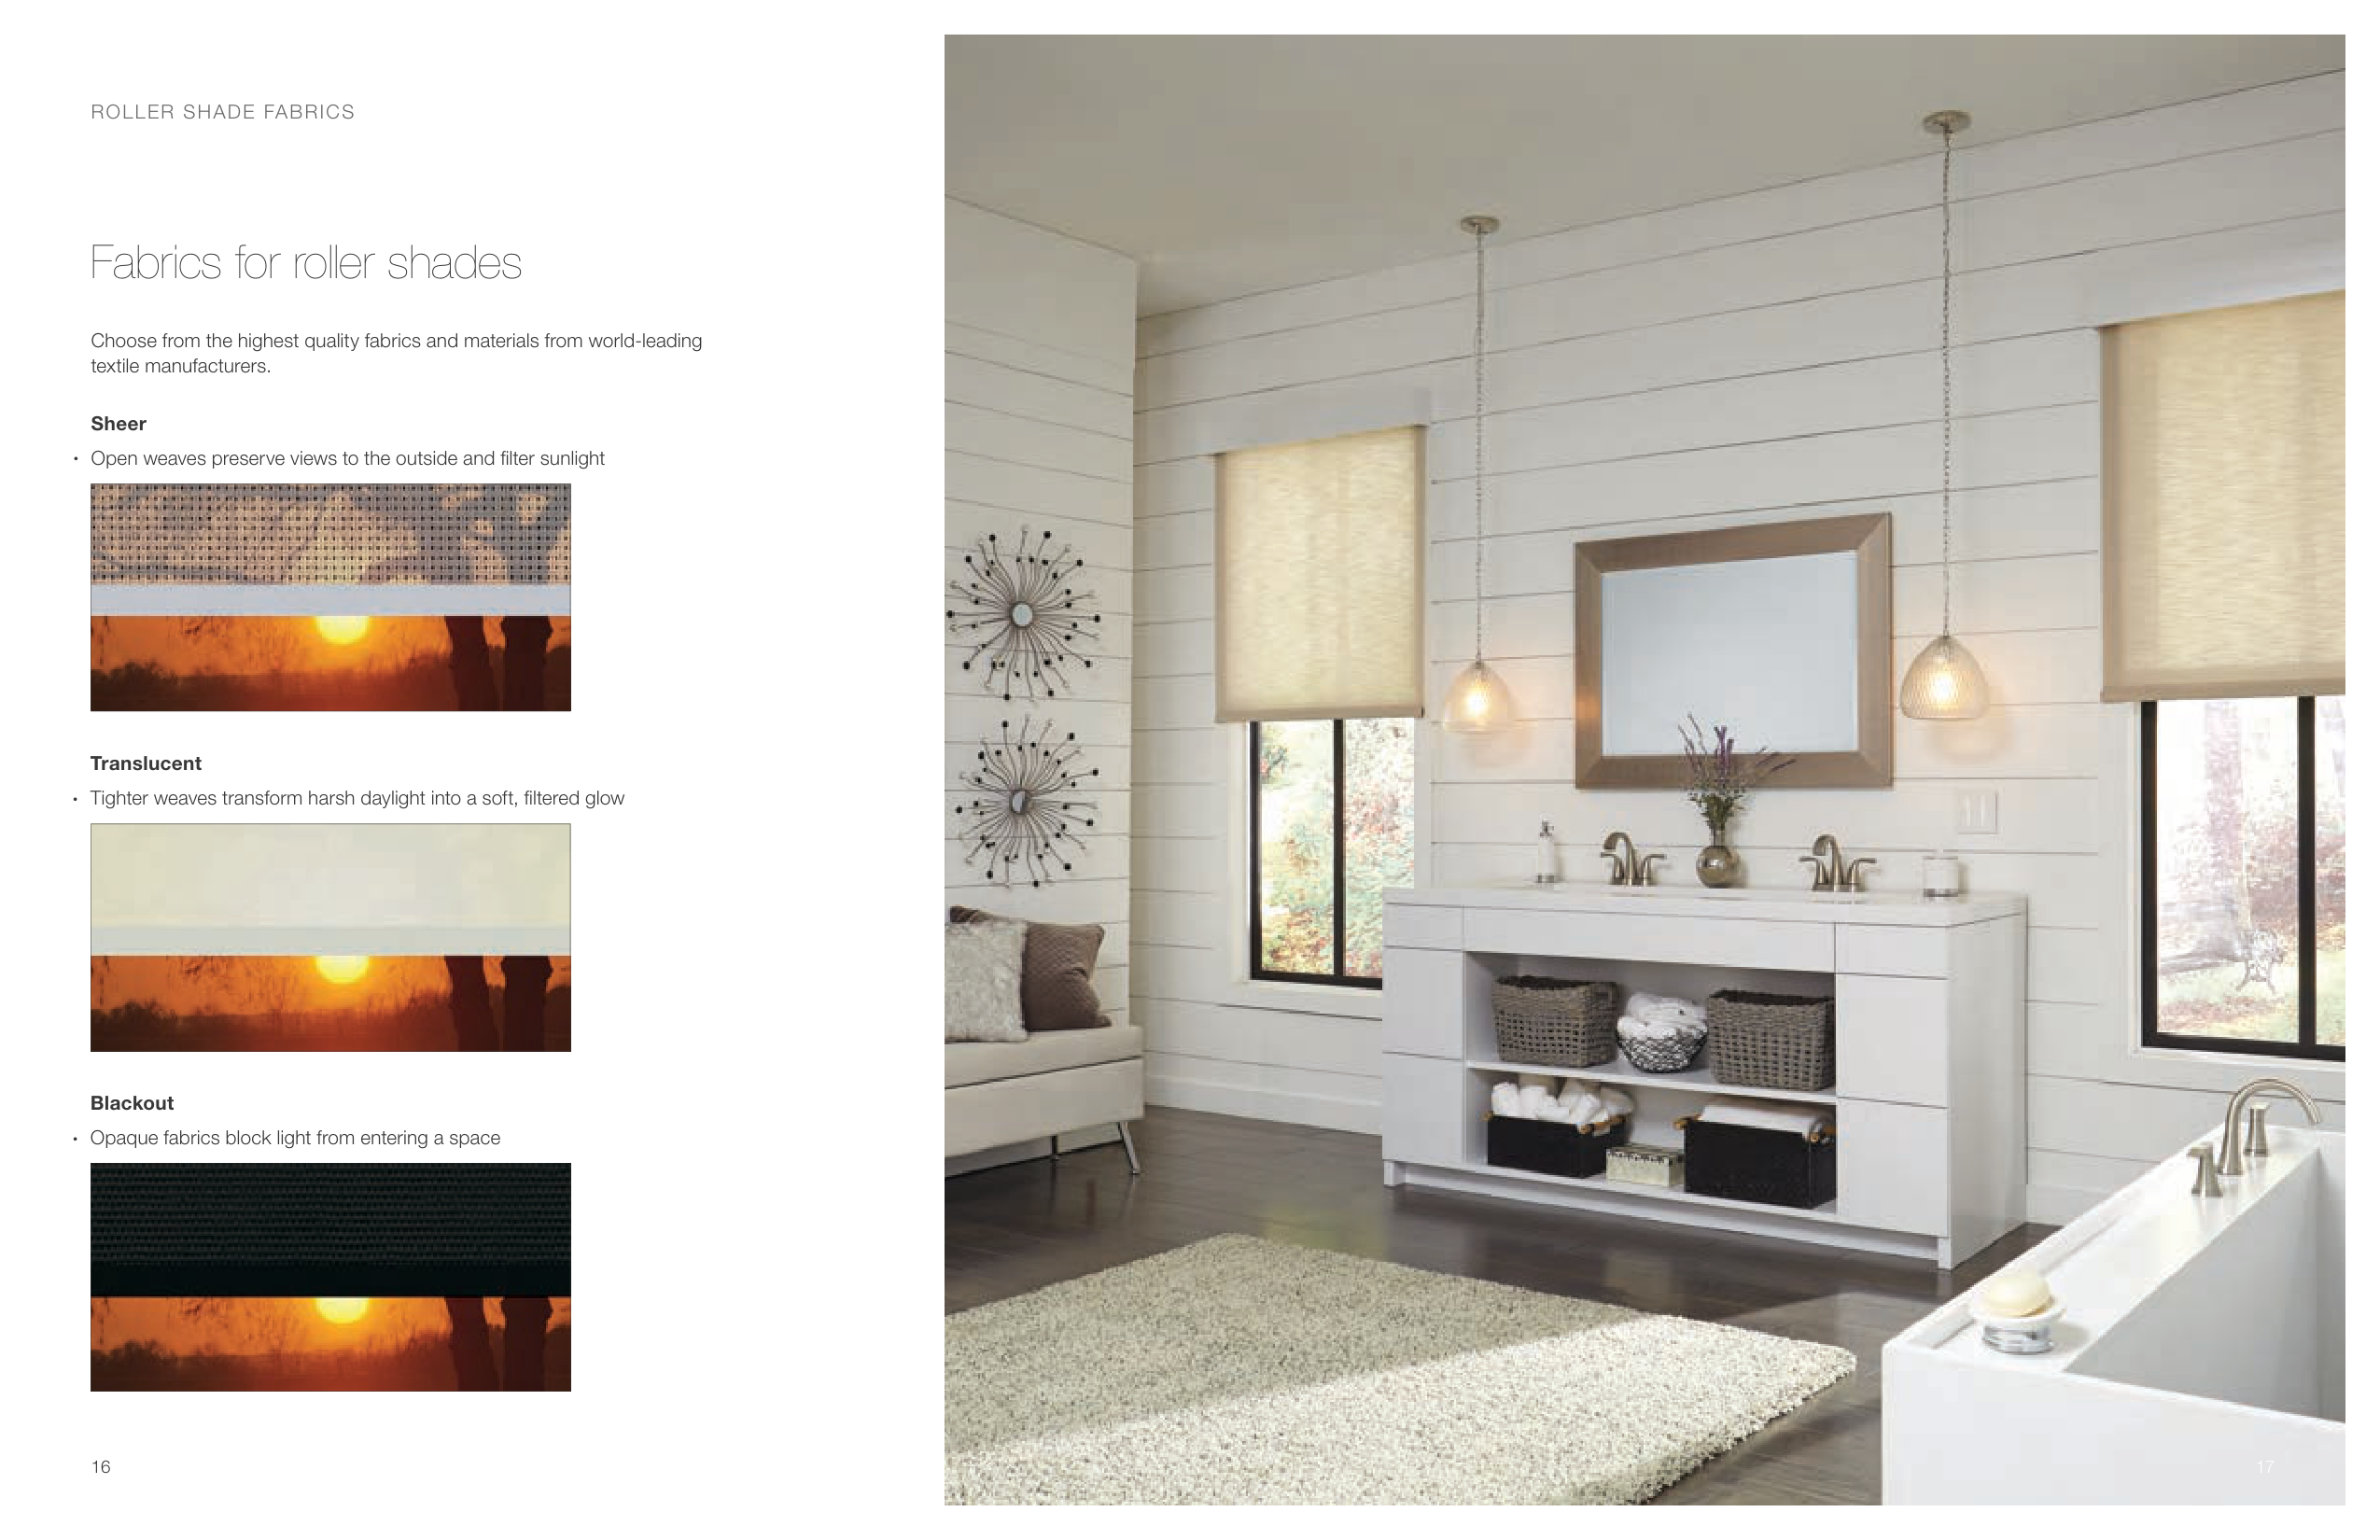 ROLLER SHADE FABRICS
Fabrics for roller shades
Choose from the highest quality fabrics and materials from world-leading
textile manufacturers.
Sheer
• Open weaves preserve views to the outside and filter sunlight
Translucent
• Tighter weaves transform harsh daylight into a soft, filtered glow
Blackout
• Opaque fabrics block light from entering a space
16
17